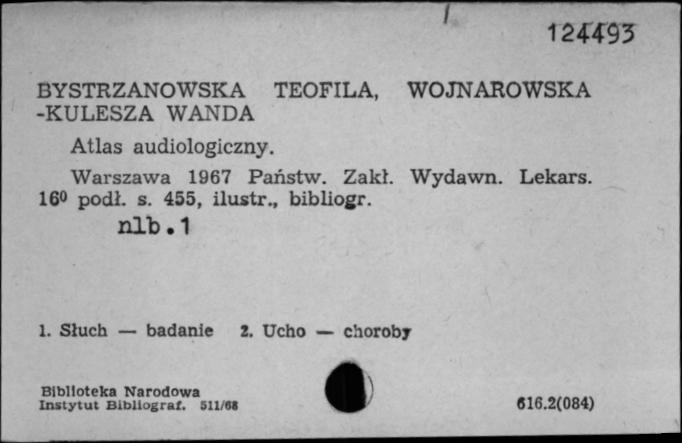 124493
BYSTRZANOWSKA TEOFILA, WOJNAROWSKA
-KULESZA WANDA
Atlas audiologiczny.
Warszawa 1967 Państw. Zakł. Wydawn. Lekars.
16⁰ podł. s. 455, ilustr., bibliogr.
nlb.1
1. Słuch — badanie 2. Ucho — choroby
Biblioteka Narodowa
Instytut Bibliograf. 511/68
616.2(084)